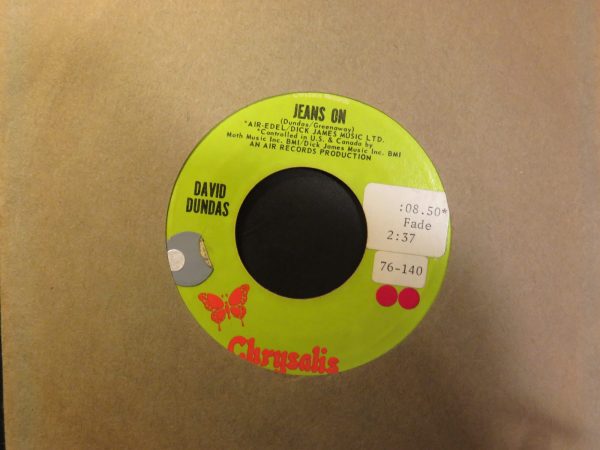 JEANS ON
(Dundas/Greenaway)
*AIR-EDEL/DICK JAMES MUSIC LTD.
*Controlled in U.S. & Canada by
Moth Music Inc. BMI/Dick James Music Inc. BMI
AN AIR RECORDS PRODUCTION
DAVID
DUNDAS
:08.50*
Fade
2:37
76-140
Chrysalis